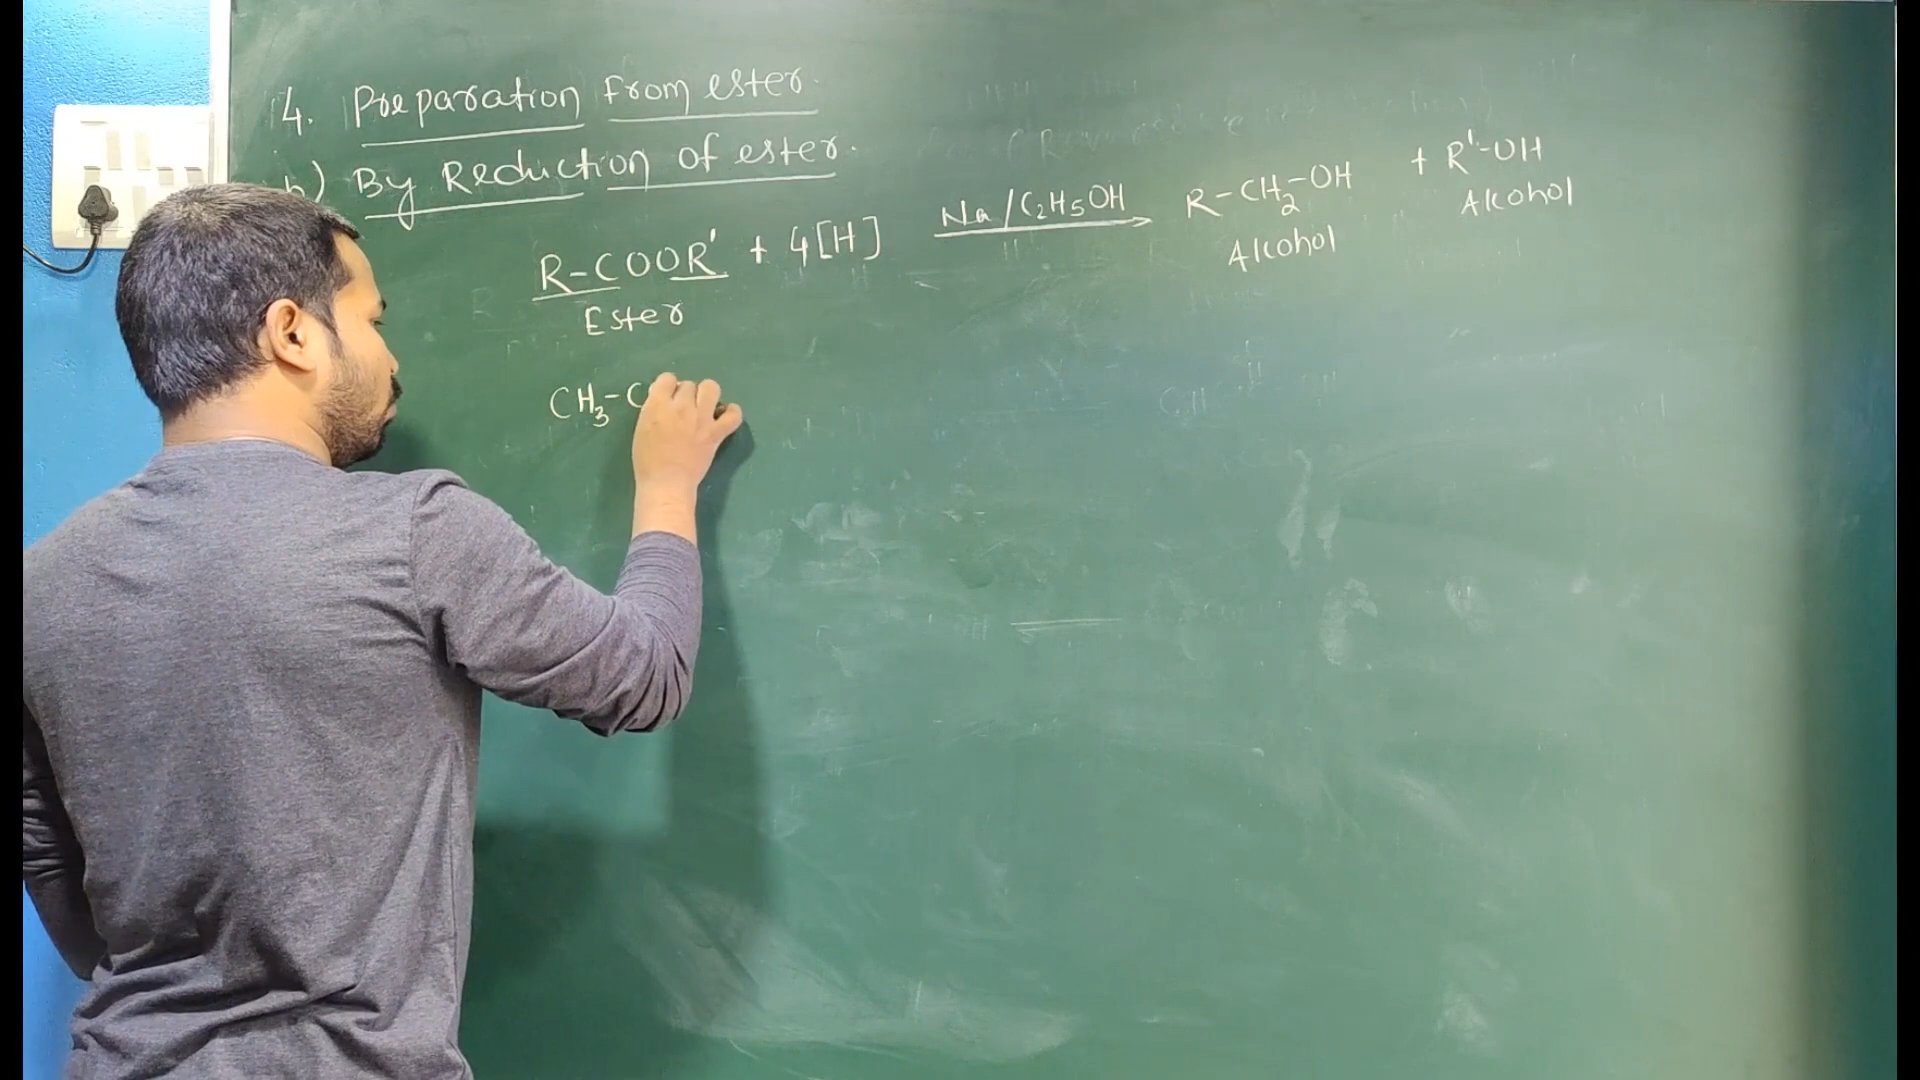 4. Preparation from ester.
b) By Reduction of ester.
R-COOR' + 4[H] Na/C2H5OH → R-CH2-OH + R'-OH
Ester Alcohol Alcohol
CH3-C